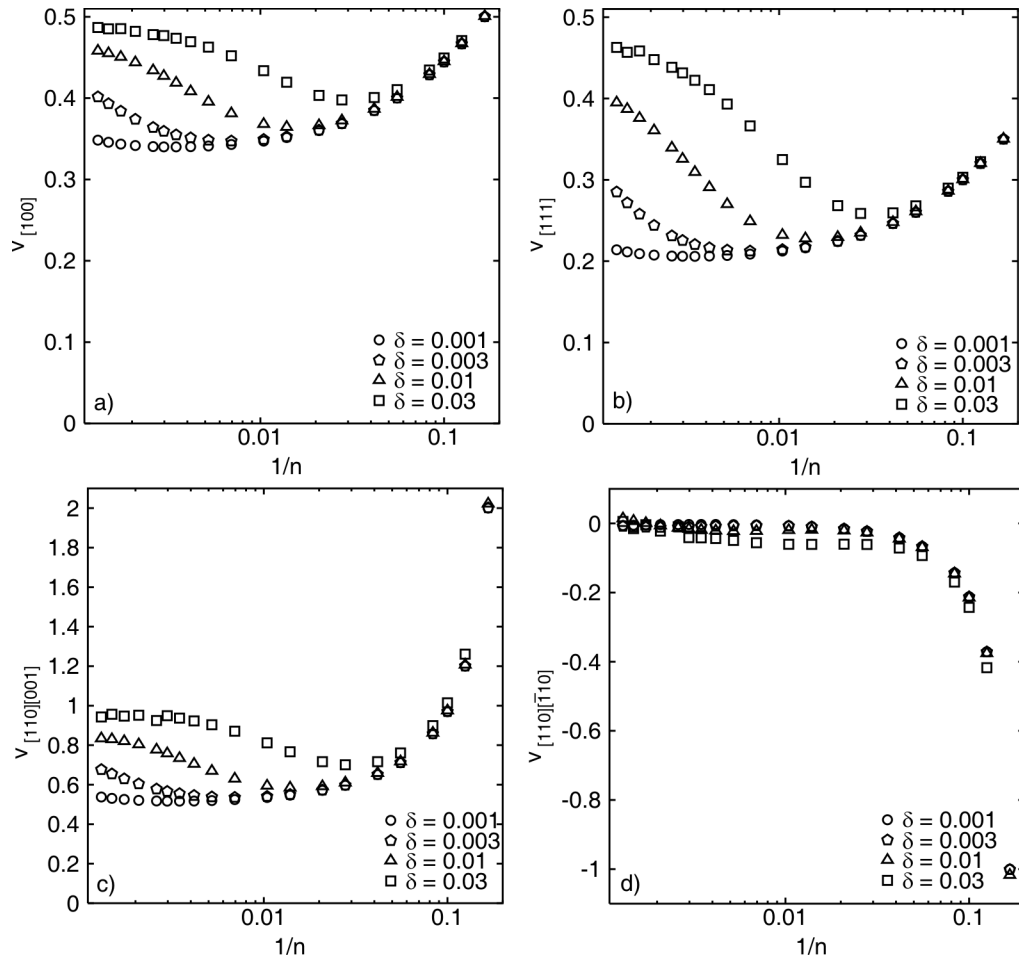 0.5
0.4
0.3
0.2
0.1
0
ν [100]
δ = 0.001
δ = 0.003
δ = 0.01
δ = 0.03
a)
0.01
0.1
1/n
0.5
0.4
0.3
0.2
0.1
0
ν [111]
δ = 0.001
δ = 0.003
δ = 0.01
δ = 0.03
b)
0.01
0.1
1/n
2
1.8
1.6
1.4
1.2
1
0.8
0.6
0.4
0.2
0
ν [110][001]
δ = 0.001
δ = 0.003
δ = 0.01
δ = 0.03
c)
0.01
0.1
1/n
0
-0.2
-0.4
-0.6
-0.8
-1
ν [110][1̅10]
δ = 0.001
δ = 0.003
δ = 0.01
δ = 0.03
d)
0.01
0.1
1/n